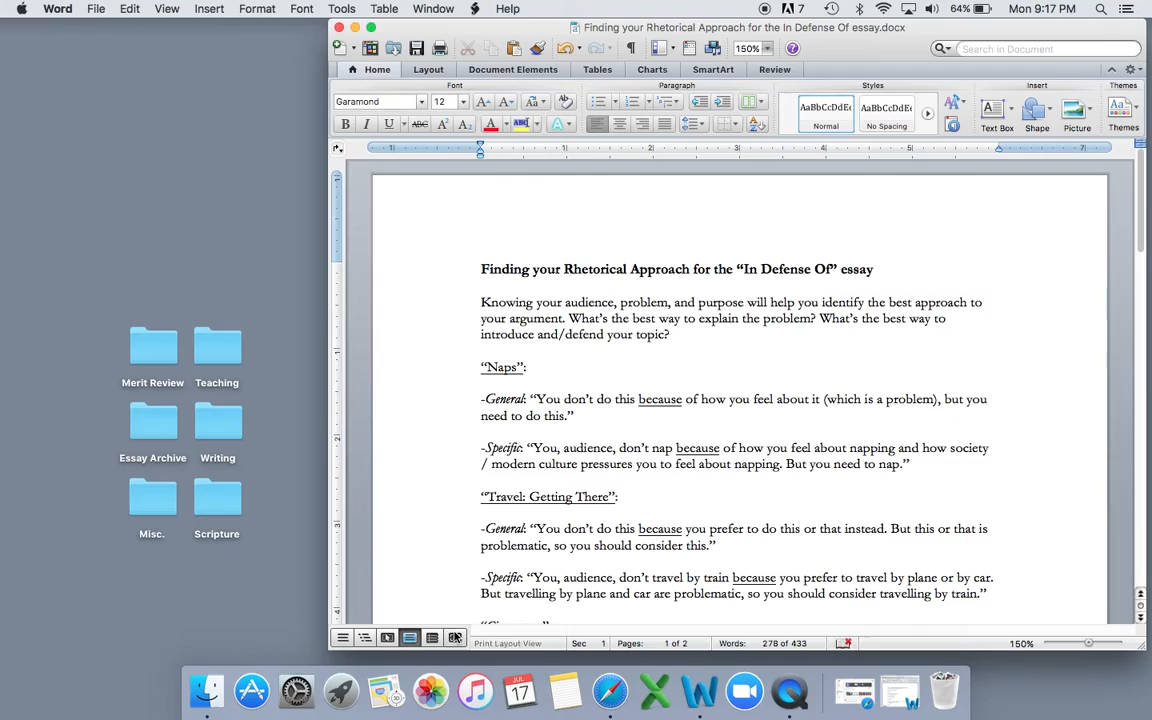 Word File Edit View Insert Format Font Tools Table Window Help 7 64% Mon 9:17 PM
Finding your Rhetorical Approach for the In Defense Of essay.docx
150% Search in Document
Home Layout Document Elements Tables Charts SmartArt Review
Font Paragraph Styles Insert Themes
Garamond 12 Aa AaBbCcDdEe AaBbCcDdEe
B I U ABC A A A ABC A Normal No Spacing Text Box Shape Picture Themes
1 1 2 3 4 5 7
Finding your Rhetorical Approach for the “In Defense Of” essay
Knowing your audience, problem, and purpose will help you identify the best approach to
your argument. What’s the best way to explain the problem? What’s the best way to
introduce and/defend your topic?
“Naps”:
-General: “You don’t do this because of how you feel about it (which is a problem), but you
need to do this.”
-Specific: “You, audience, don’t nap because of how you feel about napping and how society
/ modern culture pressures you to feel about napping. But you need to nap.”
“Travel: Getting There”:
-General: “You don’t do this because you prefer to do this or that instead. But this or that is
problematic, so you should consider this.”
-Specific: “You, audience, don’t travel by train because you prefer to travel by plane or by car.
But travelling by plane and car are problematic, so you should consider travelling by train.”
Merit Review Teaching
Essay Archive Writing
Misc. Scripture
Print Layout View Sec 1 Pages: 1 of 2 Words: 278 of 433 150%
JUL
17